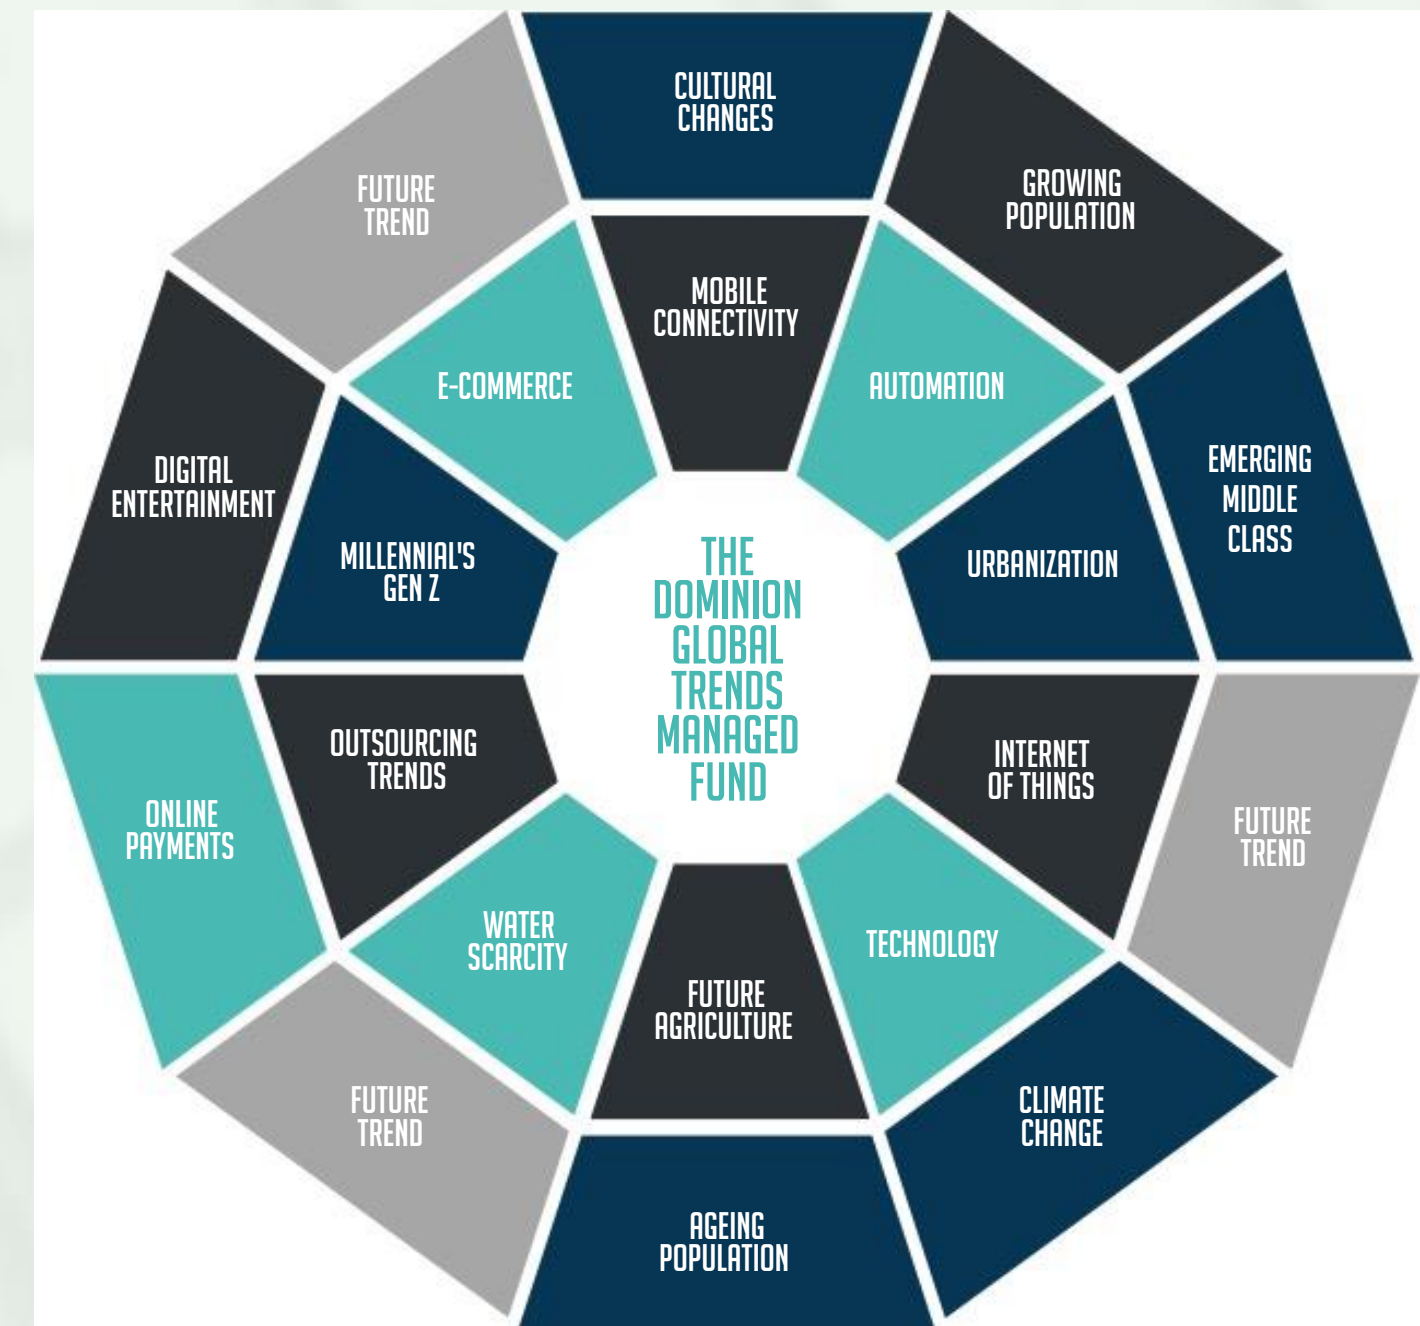 CULTURAL
CHANGES
GROWING
POPULATION
EMERGING
MIDDLE
CLASS
FUTURE
TREND
CLIMATE
CHANGE
AGEING
POPULATION
FUTURE
TREND
ONLINE
PAYMENTS
DIGITAL
ENTERTAINMENT
FUTURE
TREND
MOBILE
CONNECTIVITY
AUTOMATION
URBANIZATION
INTERNET
OF THINGS
TECHNOLOGY
FUTURE
AGRICULTURE
WATER
SCARCITY
OUTSOURCING
TRENDS
MILLENNIAL'S
GEN Z
E-COMMERCE
THE
DOMINION
GLOBAL
TRENDS
MANAGED
FUND